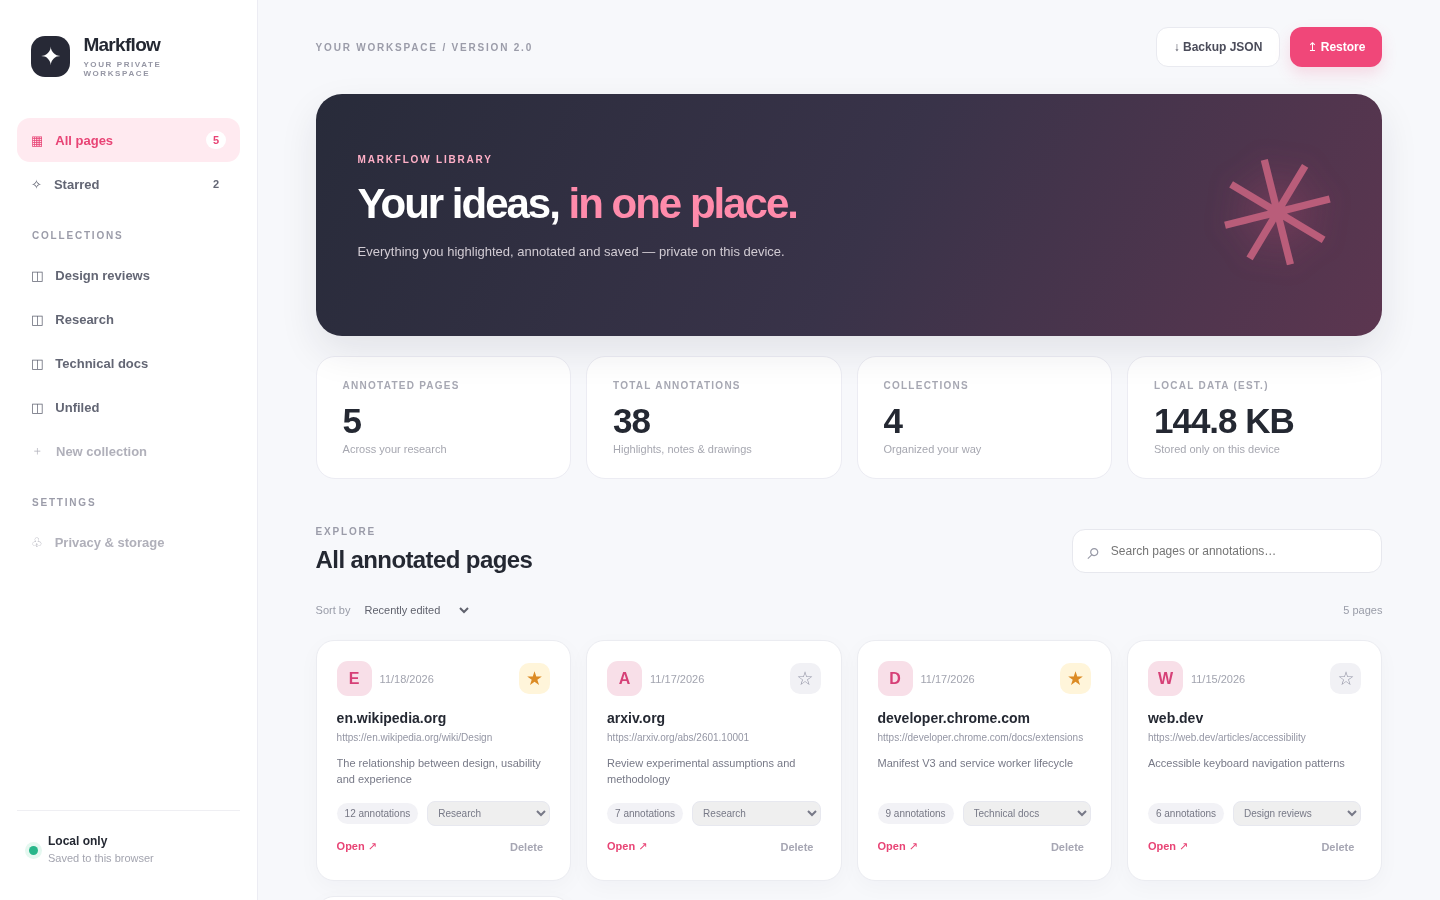 Markflow
YOUR PRIVATE
WORKSPACE
All pages 5
Starred 2
COLLECTIONS
Design reviews
Research
Technical docs
Unfiled
+ New collection
SETTINGS
Privacy & storage
Local only
Saved to this browser
YOUR WORKSPACE / VERSION 2.0
↓ Backup JSON
↥ Restore
MARKFLOW LIBRARY
Your ideas, in one place.
Everything you highlighted, annotated and saved — private on this device.
ANNOTATED PAGES
5
Across your research
TOTAL ANNOTATIONS
38
Highlights, notes & drawings
COLLECTIONS
4
Organized your way
LOCAL DATA (EST.)
144.8 KB
Stored only on this device
EXPLORE
All annotated pages
Search pages or annotations…
Sort by Recently edited
5 pages
E 11/18/2026 ★
en.wikipedia.org
https://en.wikipedia.org/wiki/Design
The relationship between design, usability
and experience
12 annotations Research
Open ↗ Delete
A 11/17/2026 ☆
arxiv.org
https://arxiv.org/abs/2601.10001
Review experimental assumptions and
methodology
7 annotations Research
Open ↗ Delete
D 11/17/2026 ★
developer.chrome.com
https://developer.chrome.com/docs/extensions
Manifest V3 and service worker lifecycle
9 annotations Technical docs
Open ↗ Delete
W 11/15/2026 ☆
web.dev
https://web.dev/articles/accessibility
Accessible keyboard navigation patterns
6 annotations Design reviews
Open ↗ Delete